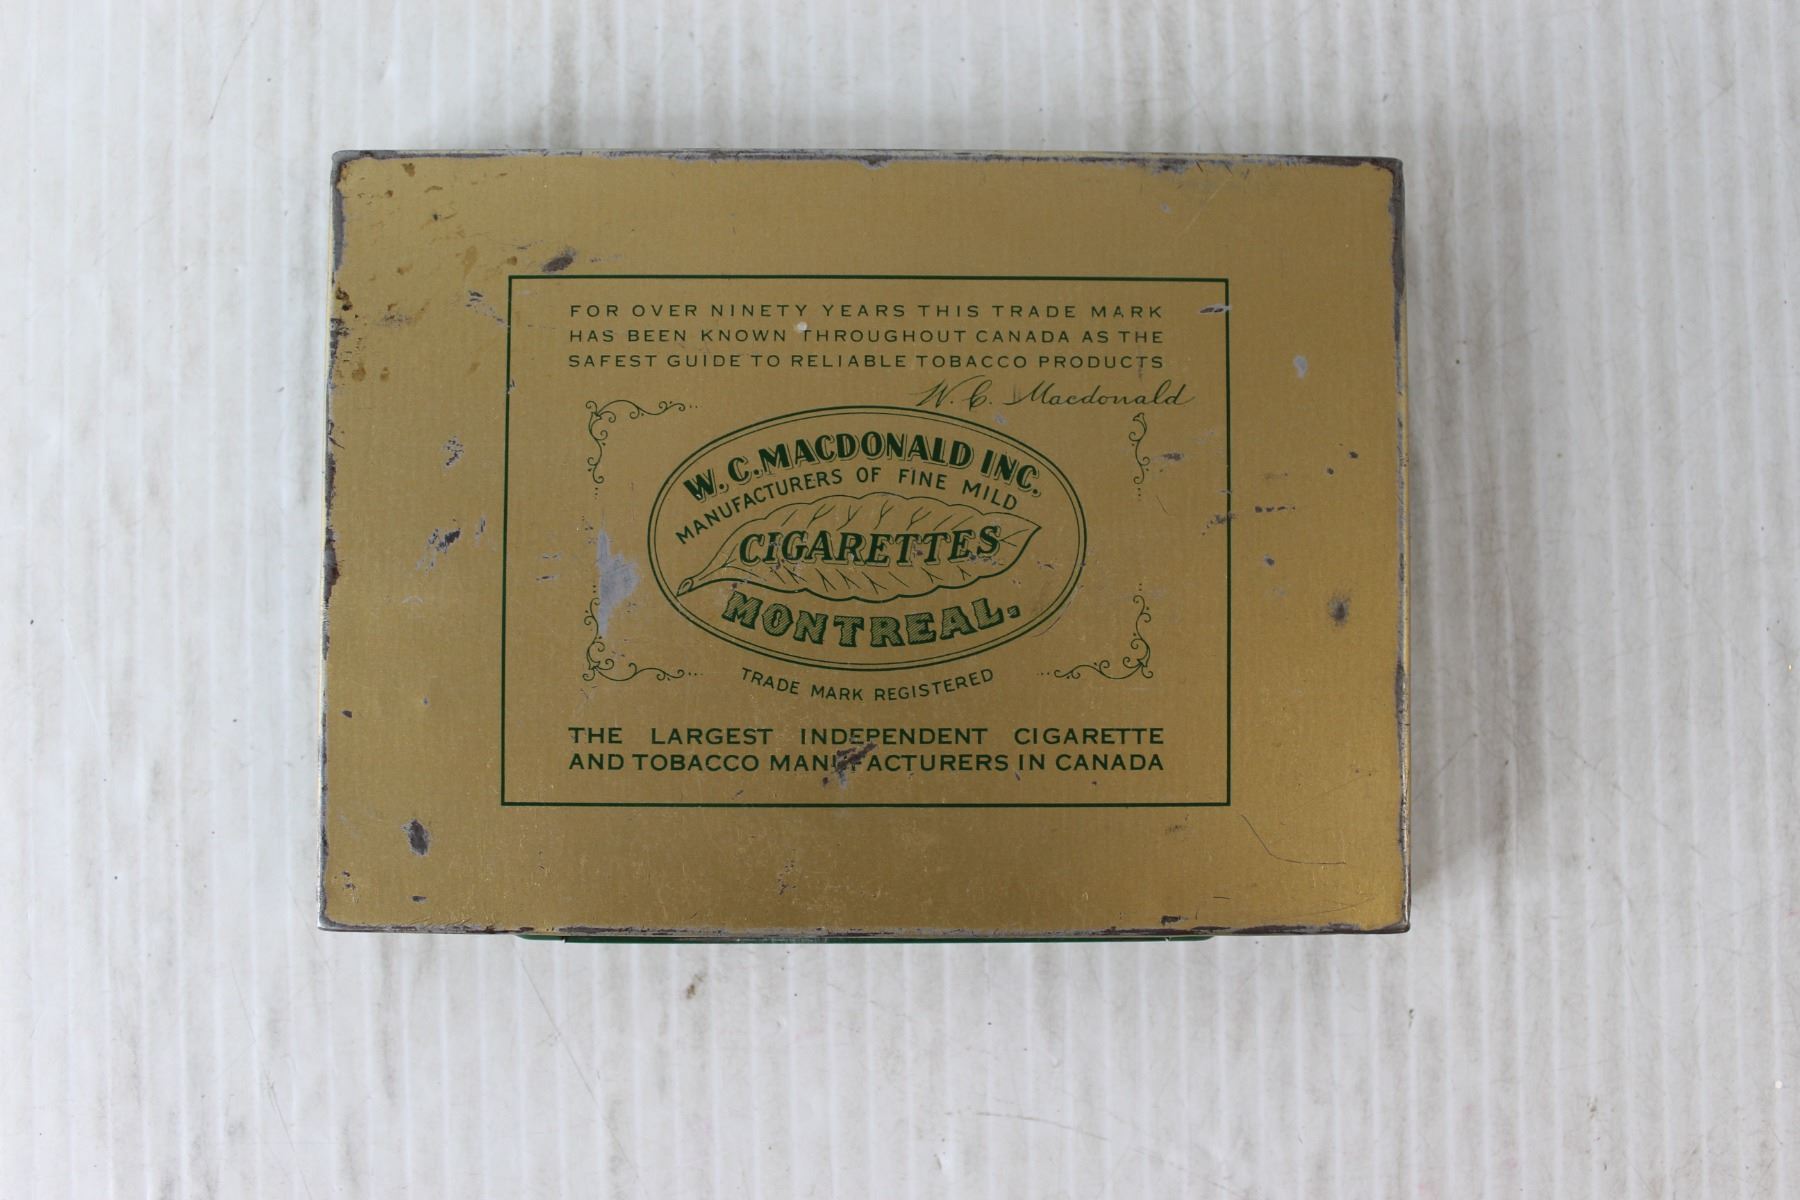 FOR OVER NINETY YEARS THIS TRADE MARK
HAS BEEN KNOWN THROUGHOUT CANADA AS THE
SAFEST GUIDE TO RELIABLE TOBACCO PRODUCTS
W. C. Macdonald
W. C. MACDONALD INC.
MANUFACTURERS OF FINE MILD
CIGARETTES
MONTREAL.
TRADE MARK REGISTERED
THE LARGEST INDEPENDENT CIGARETTE
AND TOBACCO MANUFACTURERS IN CANADA